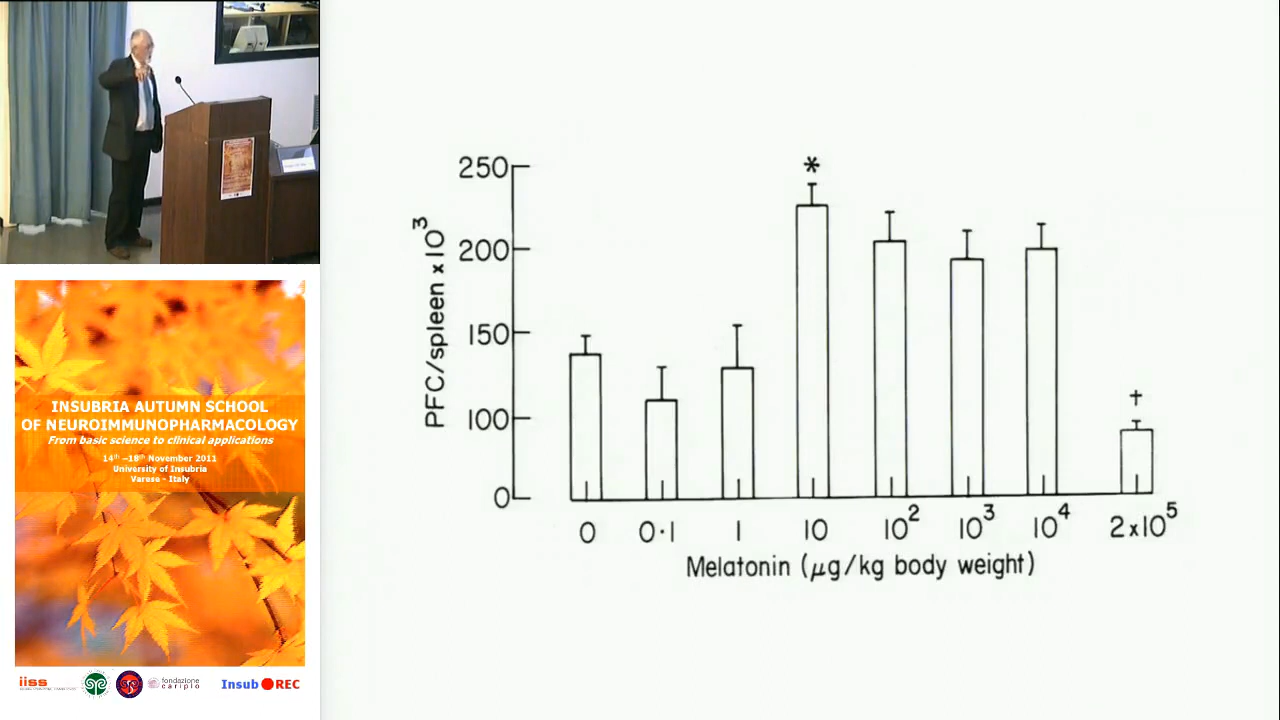 INSUBRIA AUTUMN SCHOOL
OF NEUROIMMUNOPHARMACOLOGY
From basic science to clinical applications
14th –18th November 2011
University of Insubria
Varese - Italy
iiss
fondazione
cariplo
Insub REC
PFC/spleen x 10³
250
200
150
100
0
*
†
0 0·1 1 10 10² 10³ 10⁴ 2x10⁵
Melatonin (µg/kg body weight)